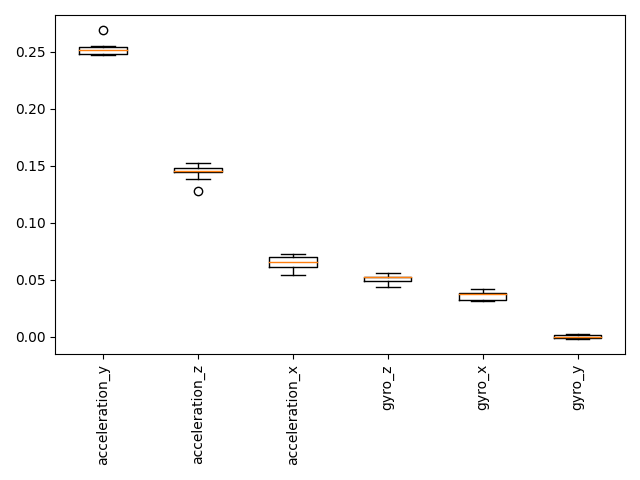 0.25
0.20
0.15
0.10
0.05
0.00
acceleration_y
acceleration_z
acceleration_x
gyro_z
gyro_x
gyro_y